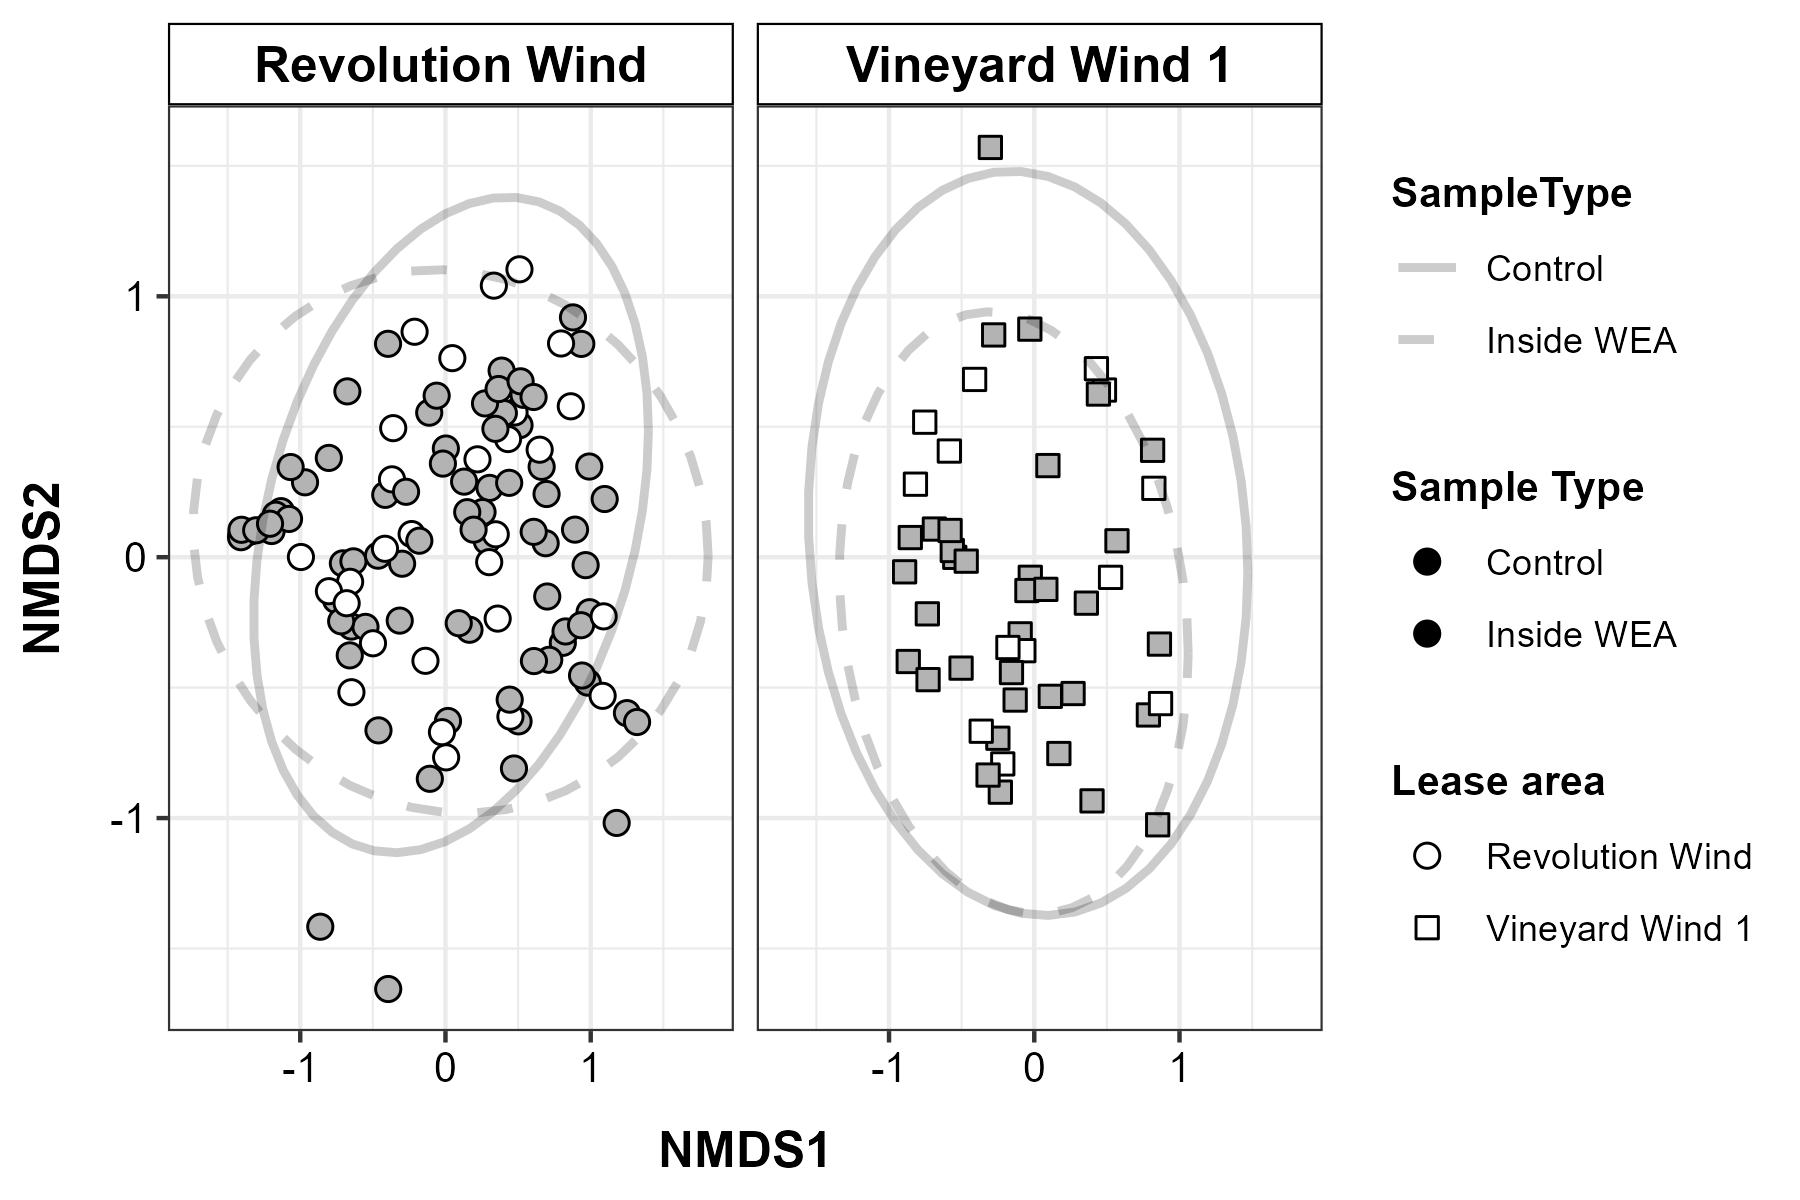 Revolution Wind
Vineyard Wind 1
NMDS2
1
0
-1
-1
0
1
-1
0
1
NMDS1
SampleType
Control
Inside WEA
Sample Type
Control
Inside WEA
Lease area
Revolution Wind
Vineyard Wind 1